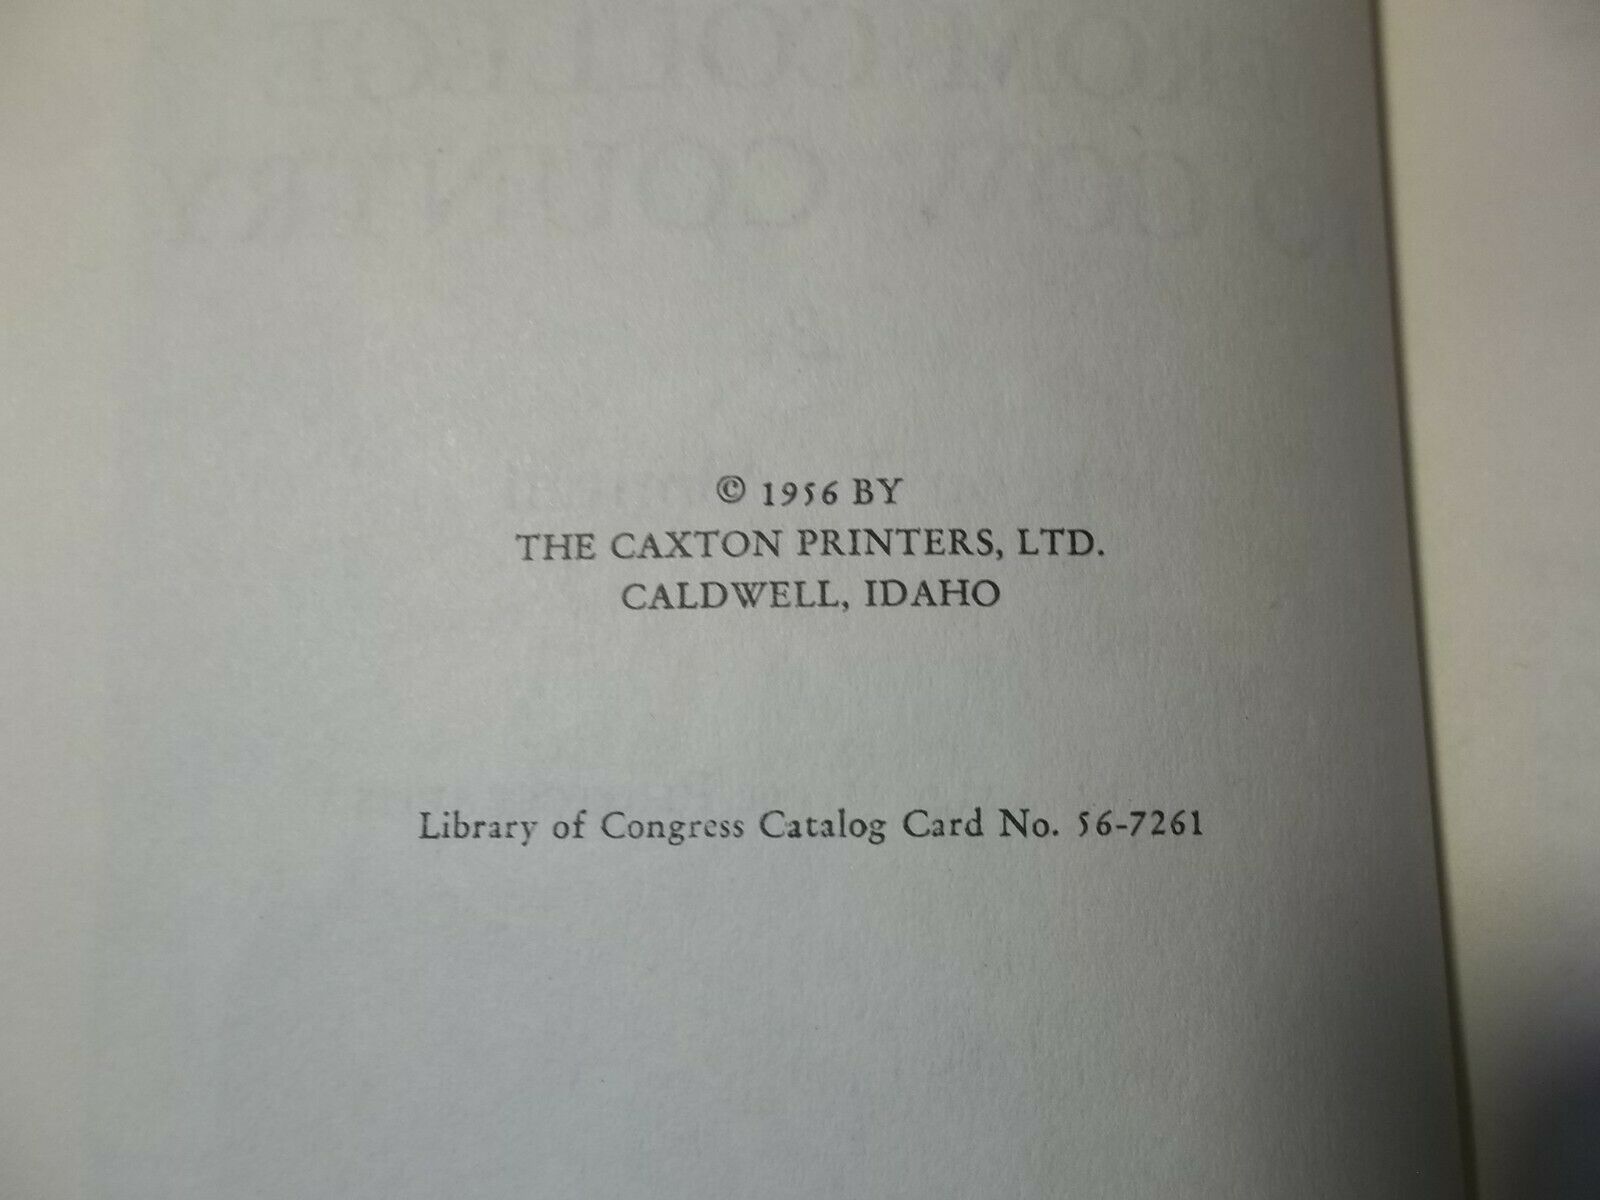 © 1956 BY
THE CAXTON PRINTERS, LTD.
CALDWELL, IDAHO
Library of Congress Catalog Card No. 56-7261